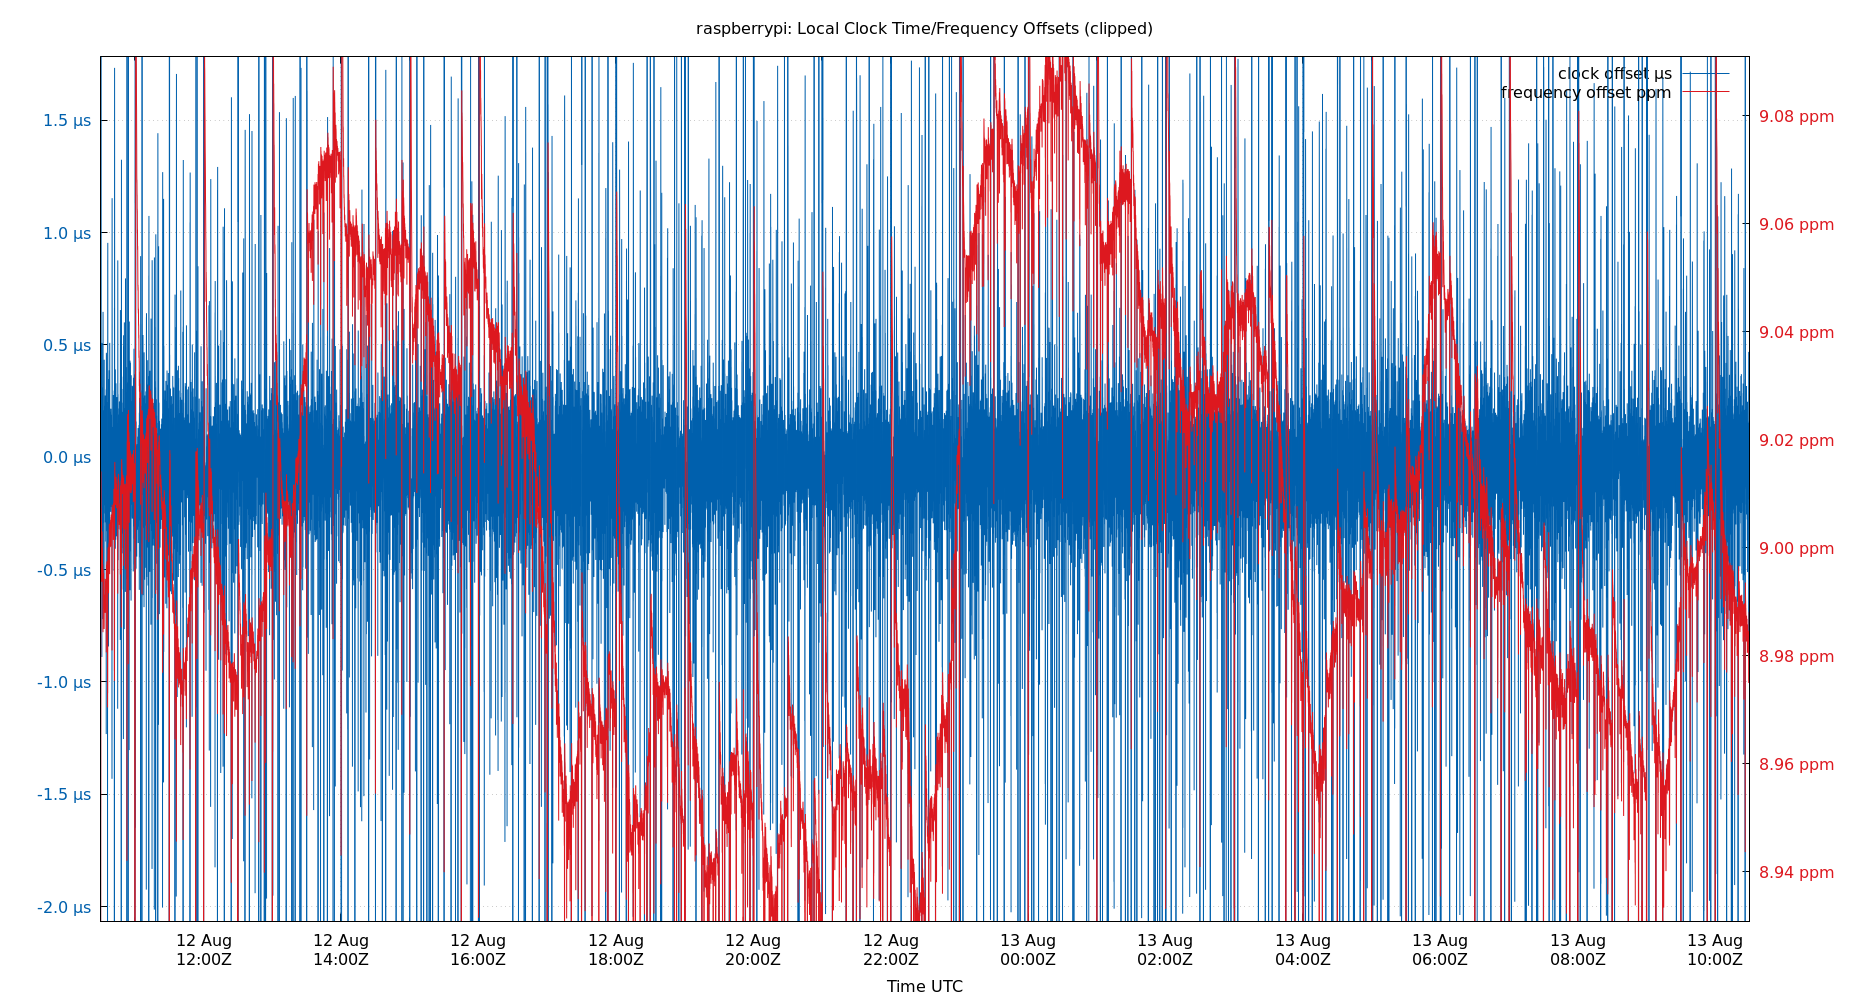 raspberrypi: Local Clock Time/Frequency Offsets (clipped)
clock offset µs
frequency offset ppm
1.5 µs
1.0 µs
0.5 µs
0.0 µs
-0.5 µs
-1.0 µs
-1.5 µs
-2.0 µs
9.08 ppm
9.06 ppm
9.04 ppm
9.02 ppm
9.00 ppm
8.98 ppm
8.96 ppm
8.94 ppm
12 Aug 12 Aug 12 Aug 12 Aug 12 Aug 12 Aug 13 Aug 13 Aug 13 Aug 13 Aug 13 Aug 13 Aug
12:00Z 14:00Z 16:00Z 18:00Z 20:00Z 22:00Z 00:00Z 02:00Z 04:00Z 06:00Z 08:00Z 10:00Z
Time UTC